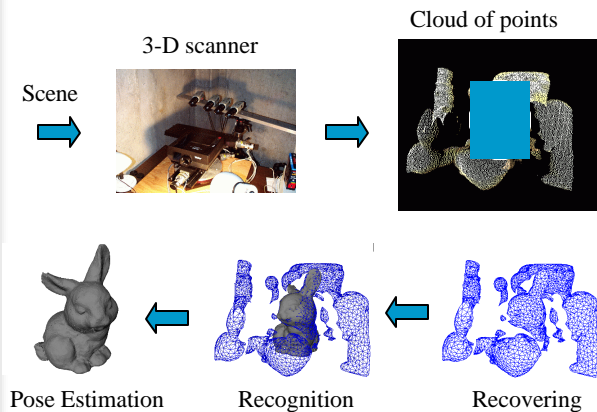 Cloud of points
3-D scanner
Scene
Pose Estimation
Recognition
Recovering